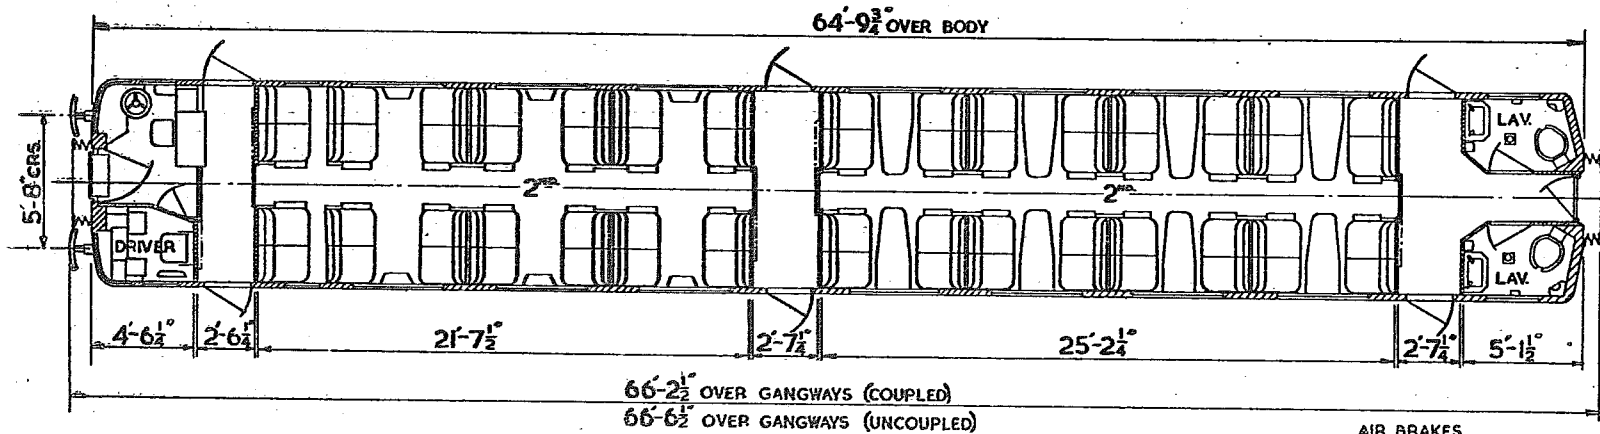 64'-9¾" OVER BODY
5'-8" CRS.
LAV.
2ND.
2ND.
DRIVER
LAV.
4'-6¼" 2'-6¼" 21'-7½" 2'-7¼" 25'-2¼" 2'-7¼" 5'-1½"
66'-2½" OVER GANGWAYS (COUPLED)
66'-6½" OVER GANGWAYS (UNCOUPLED)
AIR BRAKES